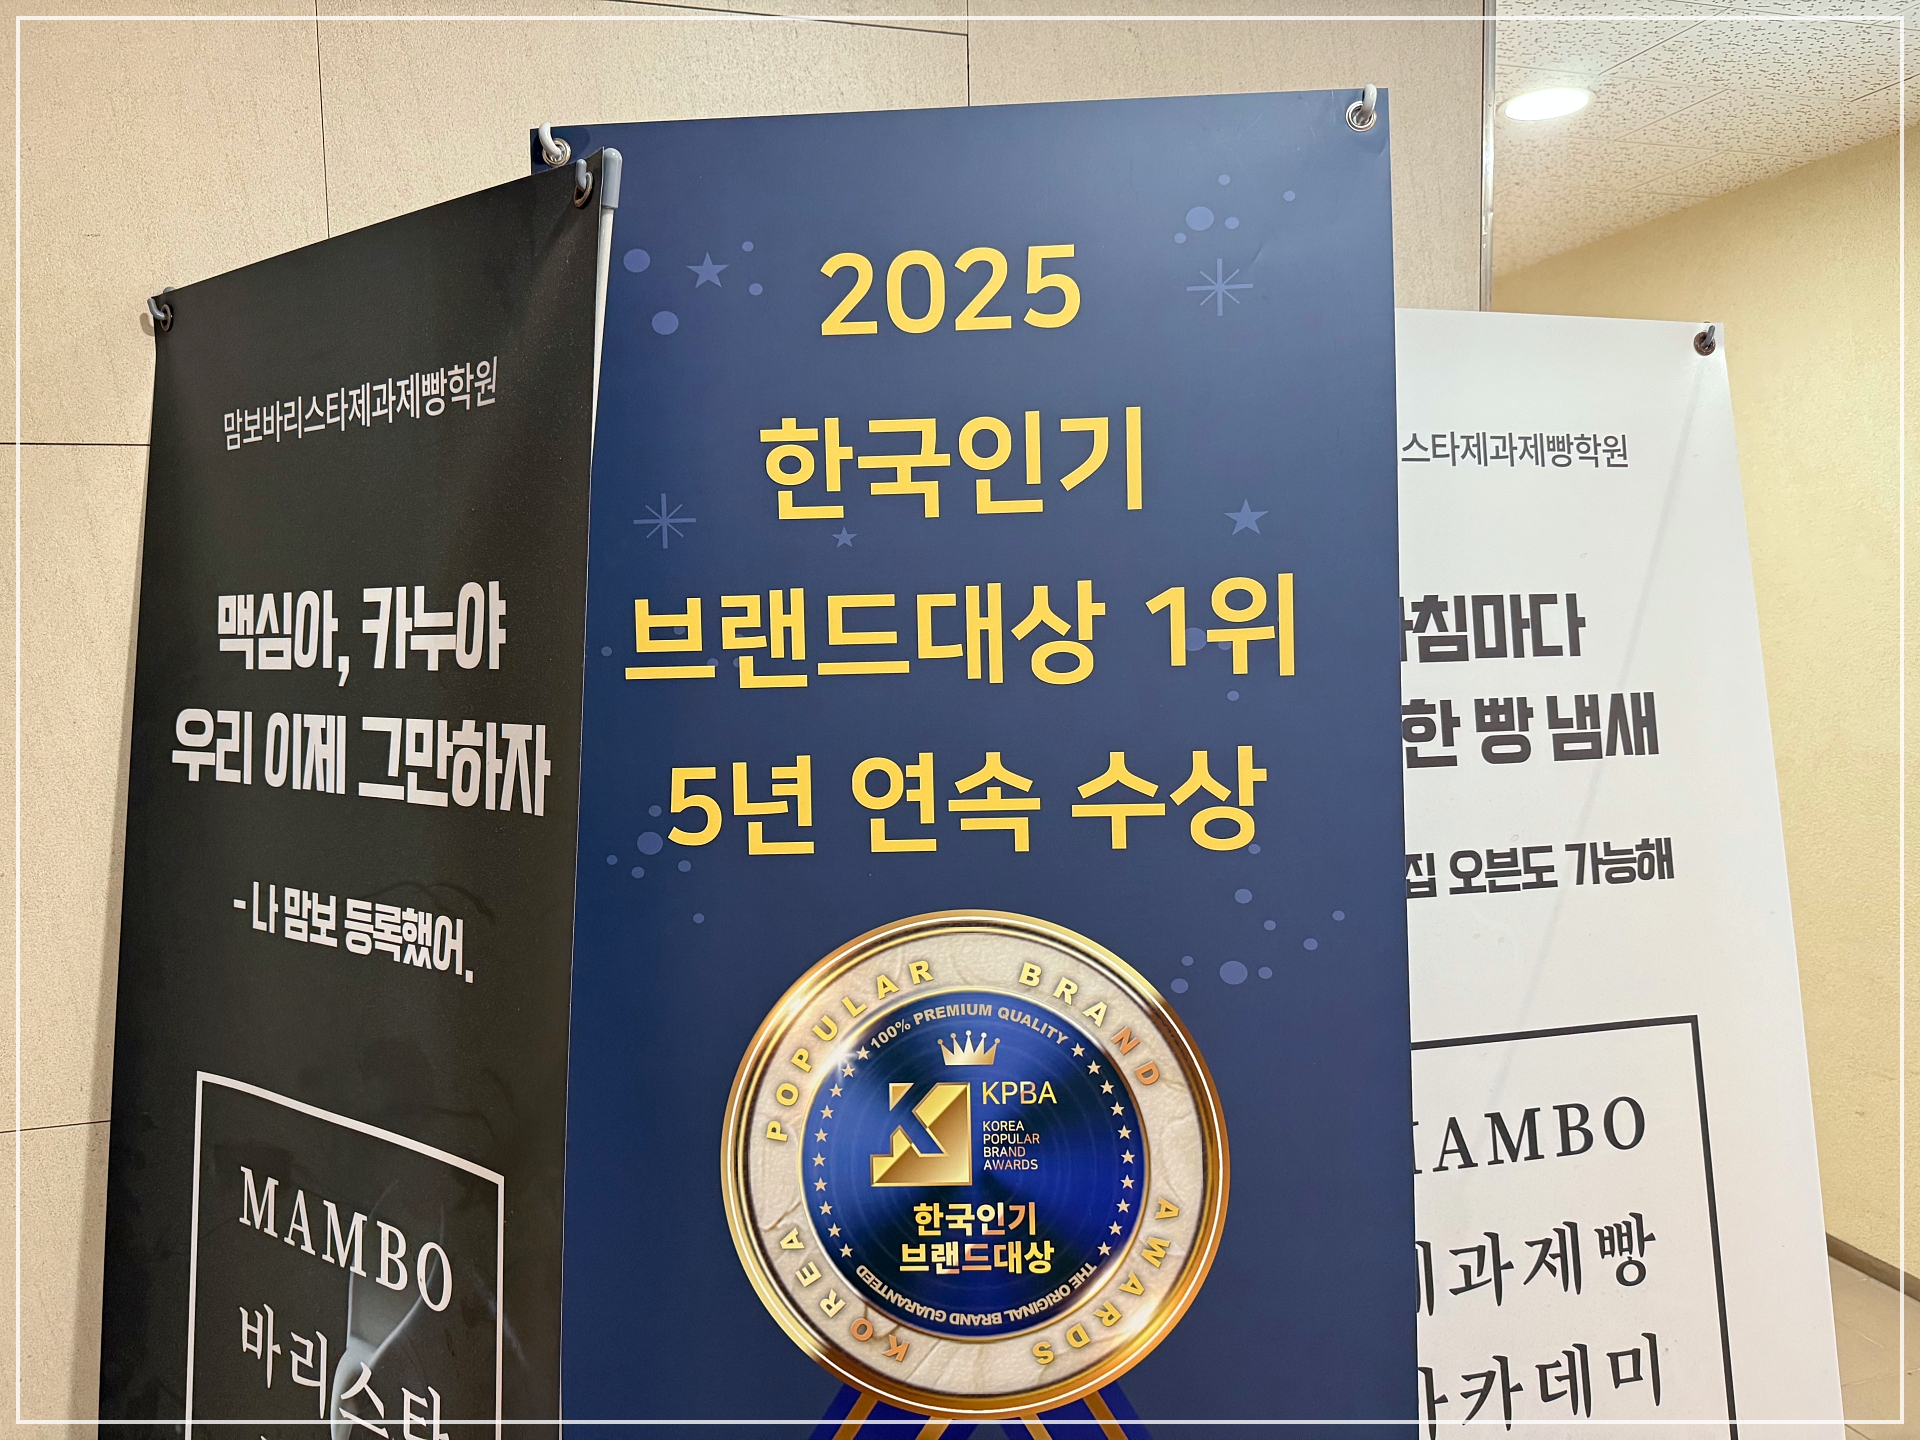 맘보바리스타제과제빵학원
맥심아, 카누야
우리 이제 그만하자
- 나 맘보 등록했어.
MAMBO
바리스타
2025
한국인기
브랜드대상 1위
5년 연속 수상
KOREA POPULAR BRAND AWARDS
100% PREMIUM QUALITY
KPBA
KOREA
POPULAR
BRAND
AWARDS
한국인기
브랜드대상
THE ORIGINAL BRAND GUARANTEED
스타제과제빵학원
침마다
한 빵 냄새
집 오븐도 가능해
AMBO
과제빵
카데미